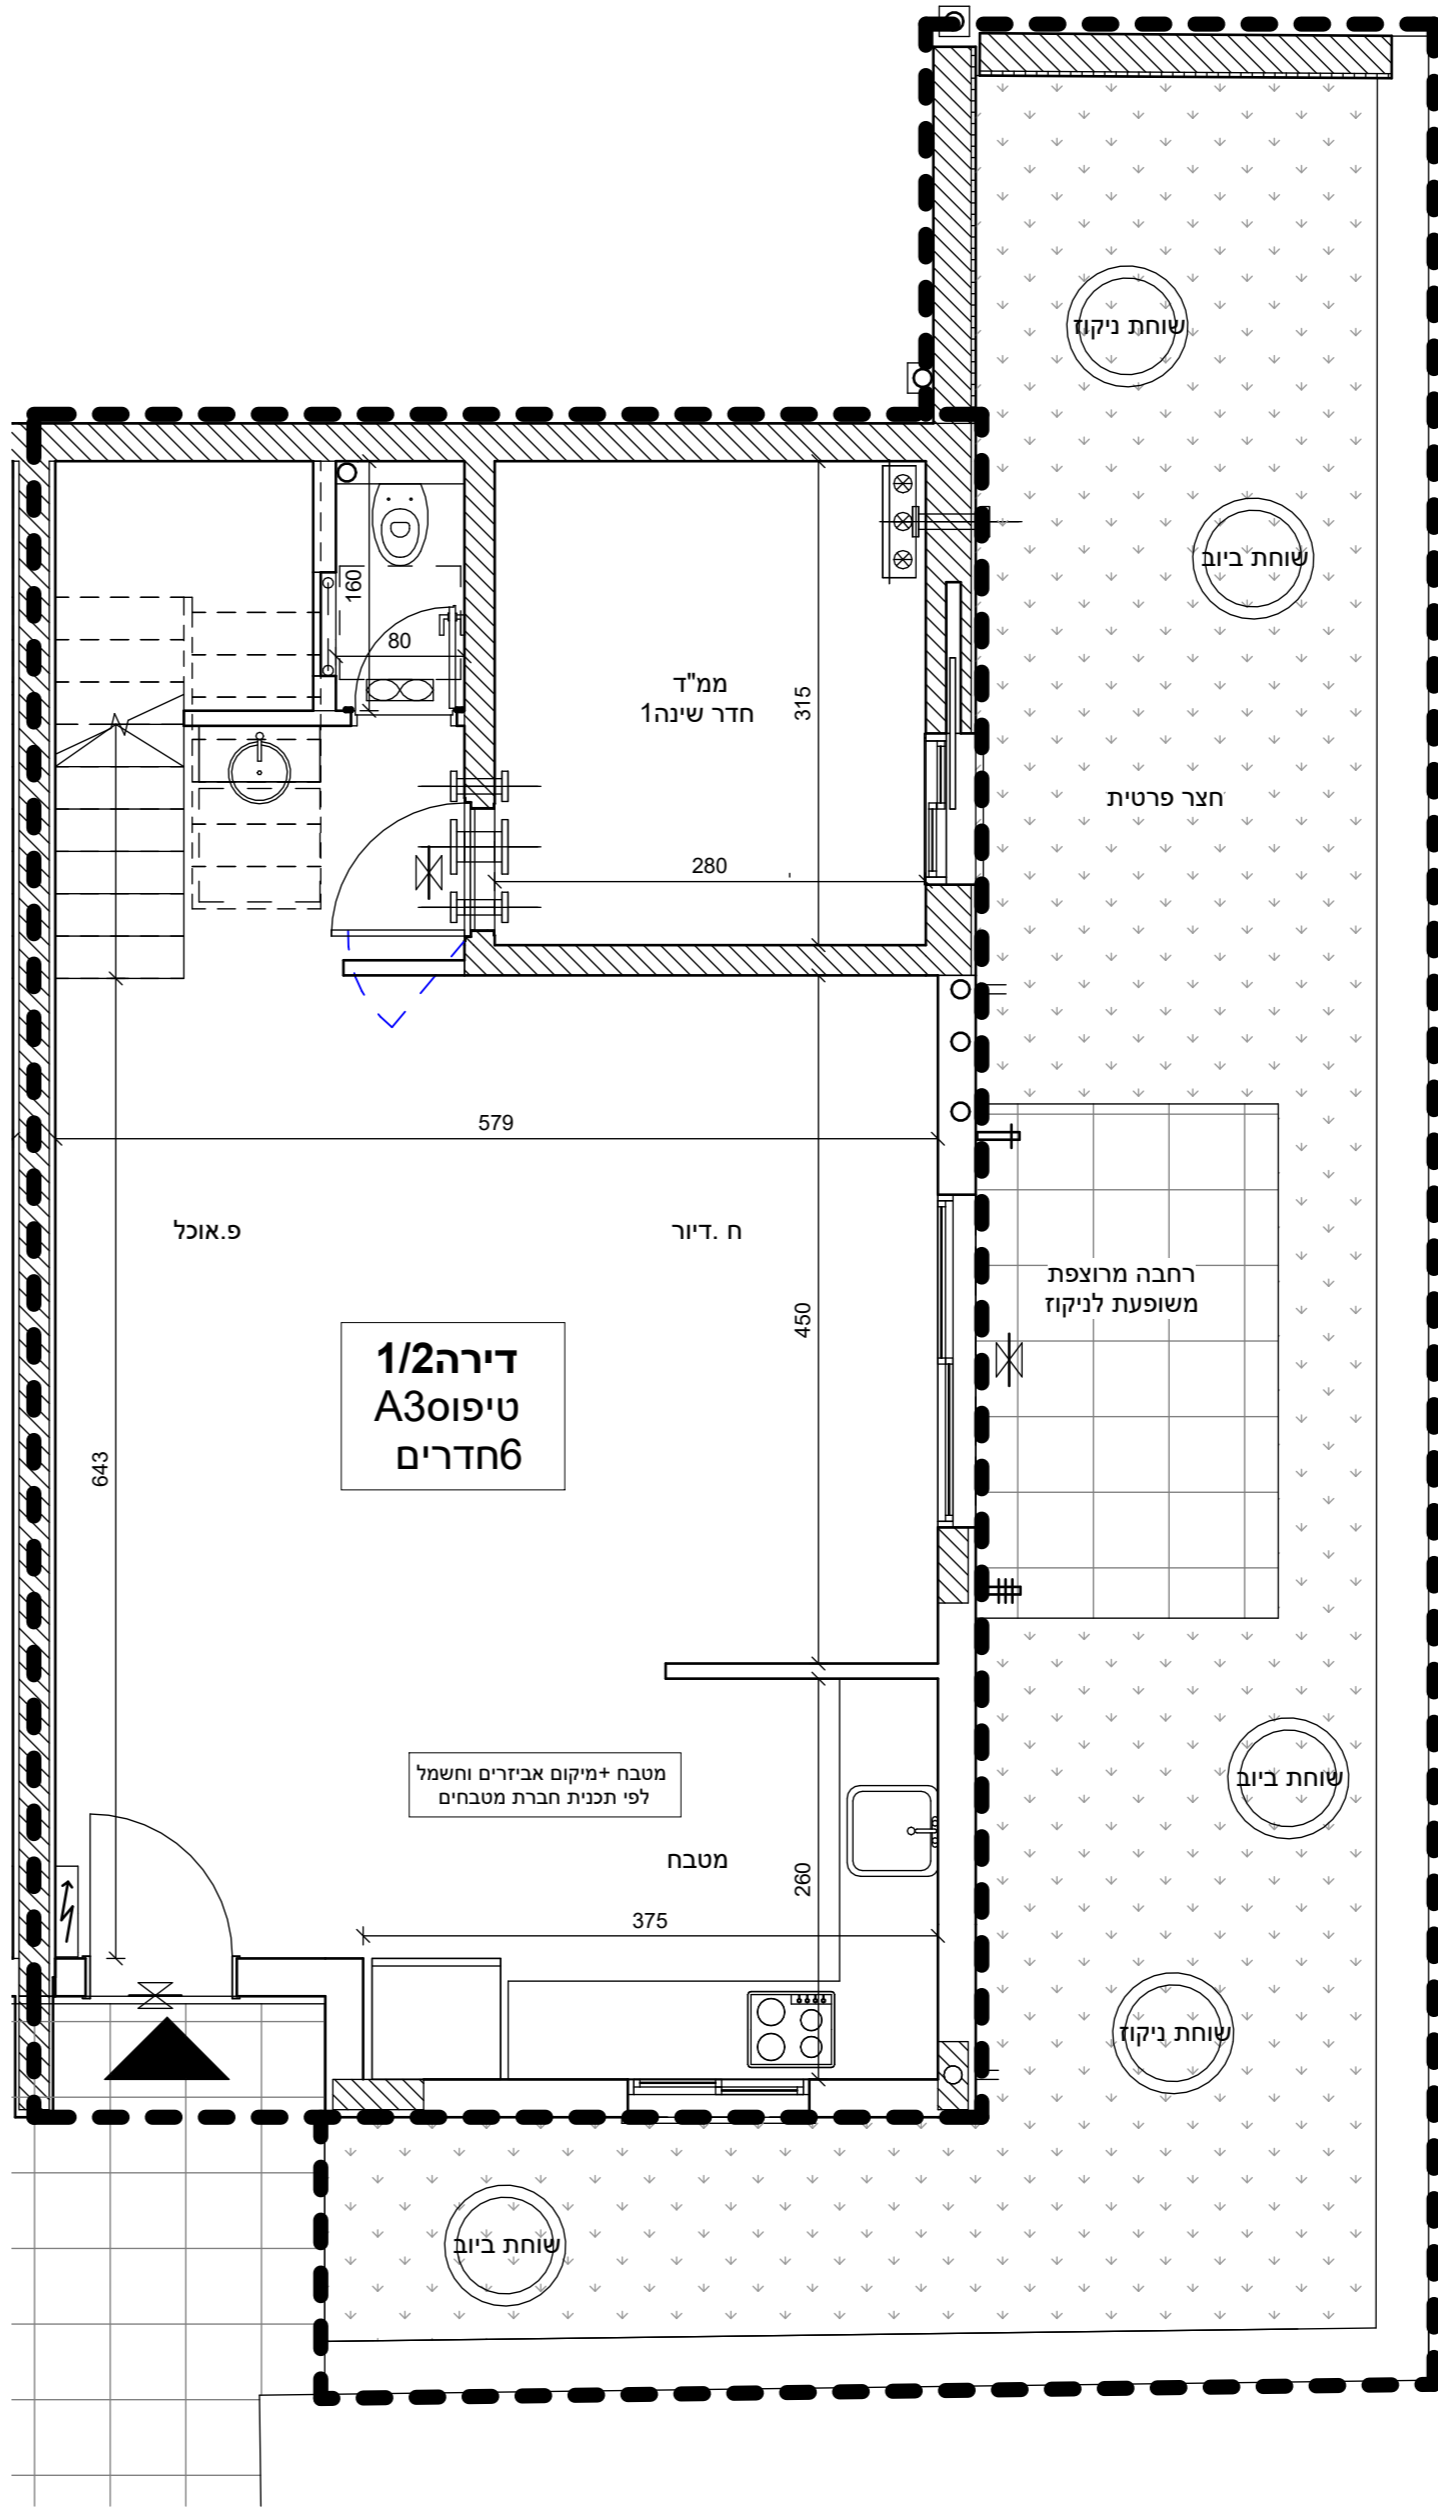 שוחת ניקוז
שוחת ביוב
160
80
ממ"ד
חדר שינה1
315
280
חצר פרטית
579
פ.אוכל
ח .דיור
רחבה מרוצפת
משופעת לניקוז
450
דירה1/2
טיפוסA3
6חדרים
643
מטבח +מיקום אביזרים וחשמל
לפי תכנית חברת מטבחים
שוחת ביוב
מטבח
260
375
שוחת ניקוז
שוחת ביוב